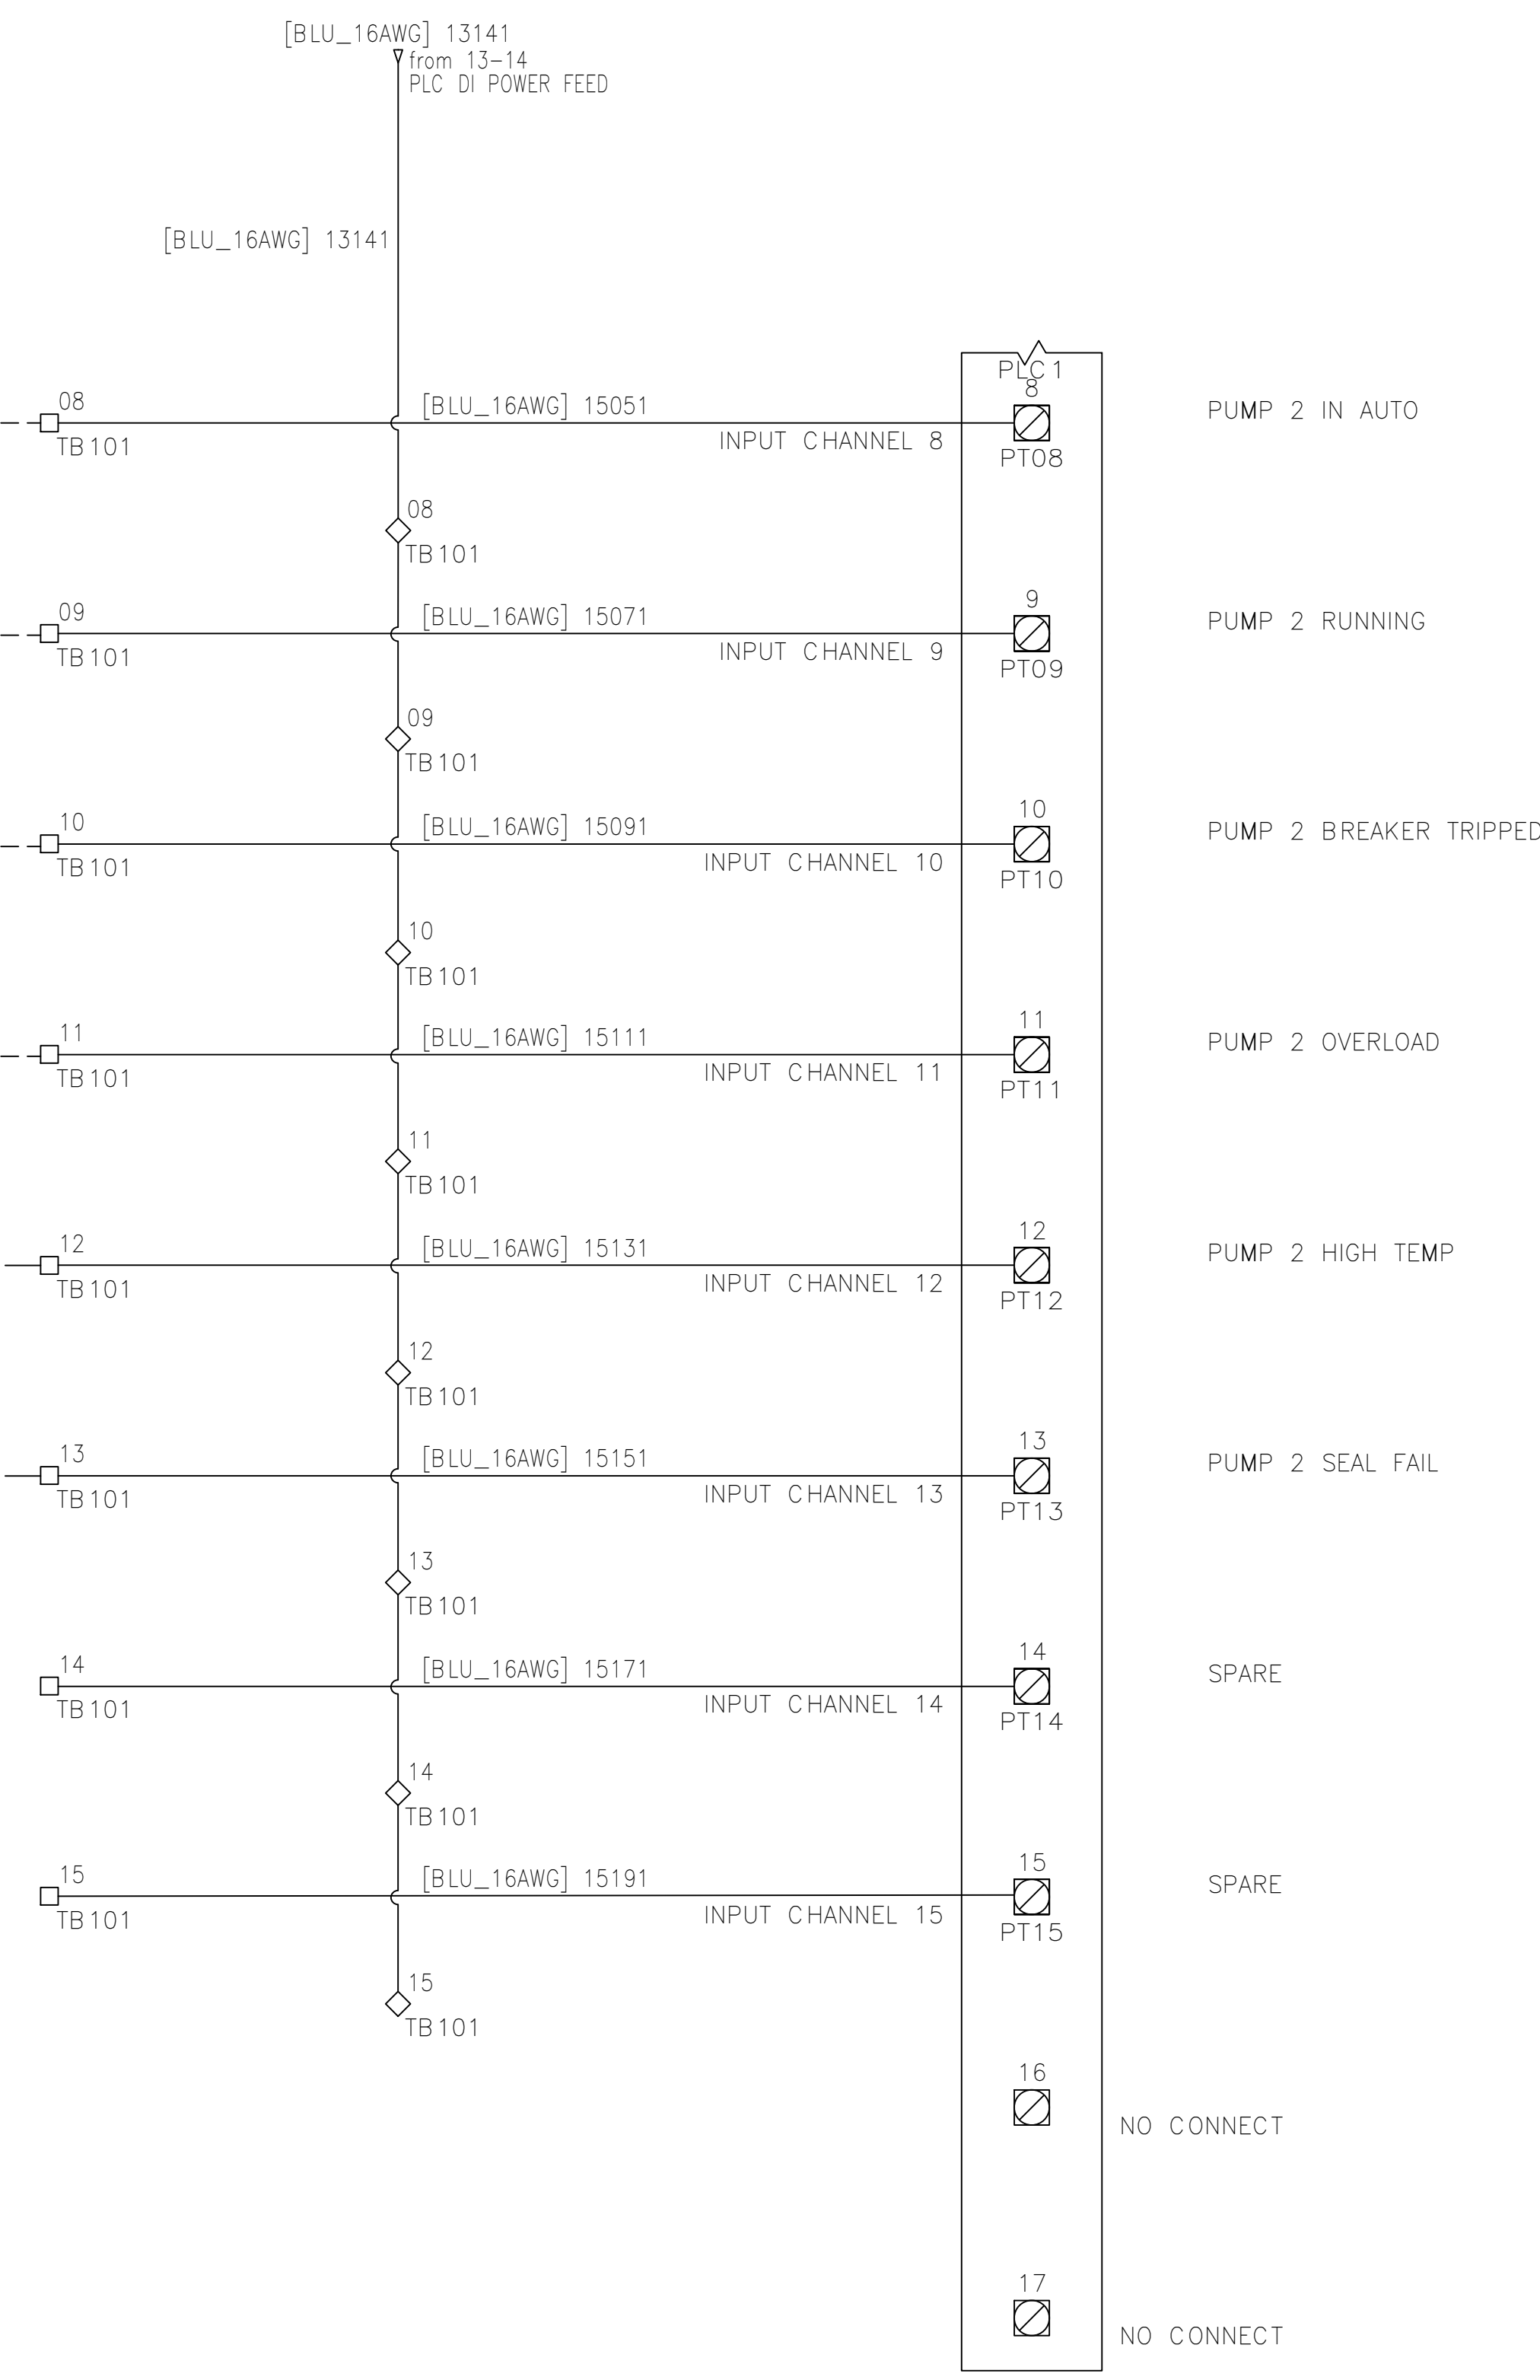 [BLU_16AWG] 13141
from 13-14
PLC DI POWER FEED
[BLU_16AWG] 13141
PLC1
08
[BLU_16AWG] 15051
8
PUMP 2 IN AUTO
TB101
INPUT CHANNEL 8
PT08
08
TB101
09
[BLU_16AWG] 15071
9
PUMP 2 RUNNING
TB101
INPUT CHANNEL 9
PT09
09
TB101
10
[BLU_16AWG] 15091
10
PUMP 2 BREAKER TRIPPED
TB101
INPUT CHANNEL 10
PT10
10
TB101
11
[BLU_16AWG] 15111
11
PUMP 2 OVERLOAD
TB101
INPUT CHANNEL 11
PT11
11
TB101
12
[BLU_16AWG] 15131
12
PUMP 2 HIGH TEMP
TB101
INPUT CHANNEL 12
PT12
12
TB101
13
[BLU_16AWG] 15151
13
PUMP 2 SEAL FAIL
TB101
INPUT CHANNEL 13
PT13
13
TB101
14
[BLU_16AWG] 15171
14
SPARE
TB101
INPUT CHANNEL 14
PT14
14
TB101
15
[BLU_16AWG] 15191
15
SPARE
TB101
INPUT CHANNEL 15
PT15
15
TB101
16
NO CONNECT
17
NO CONNECT